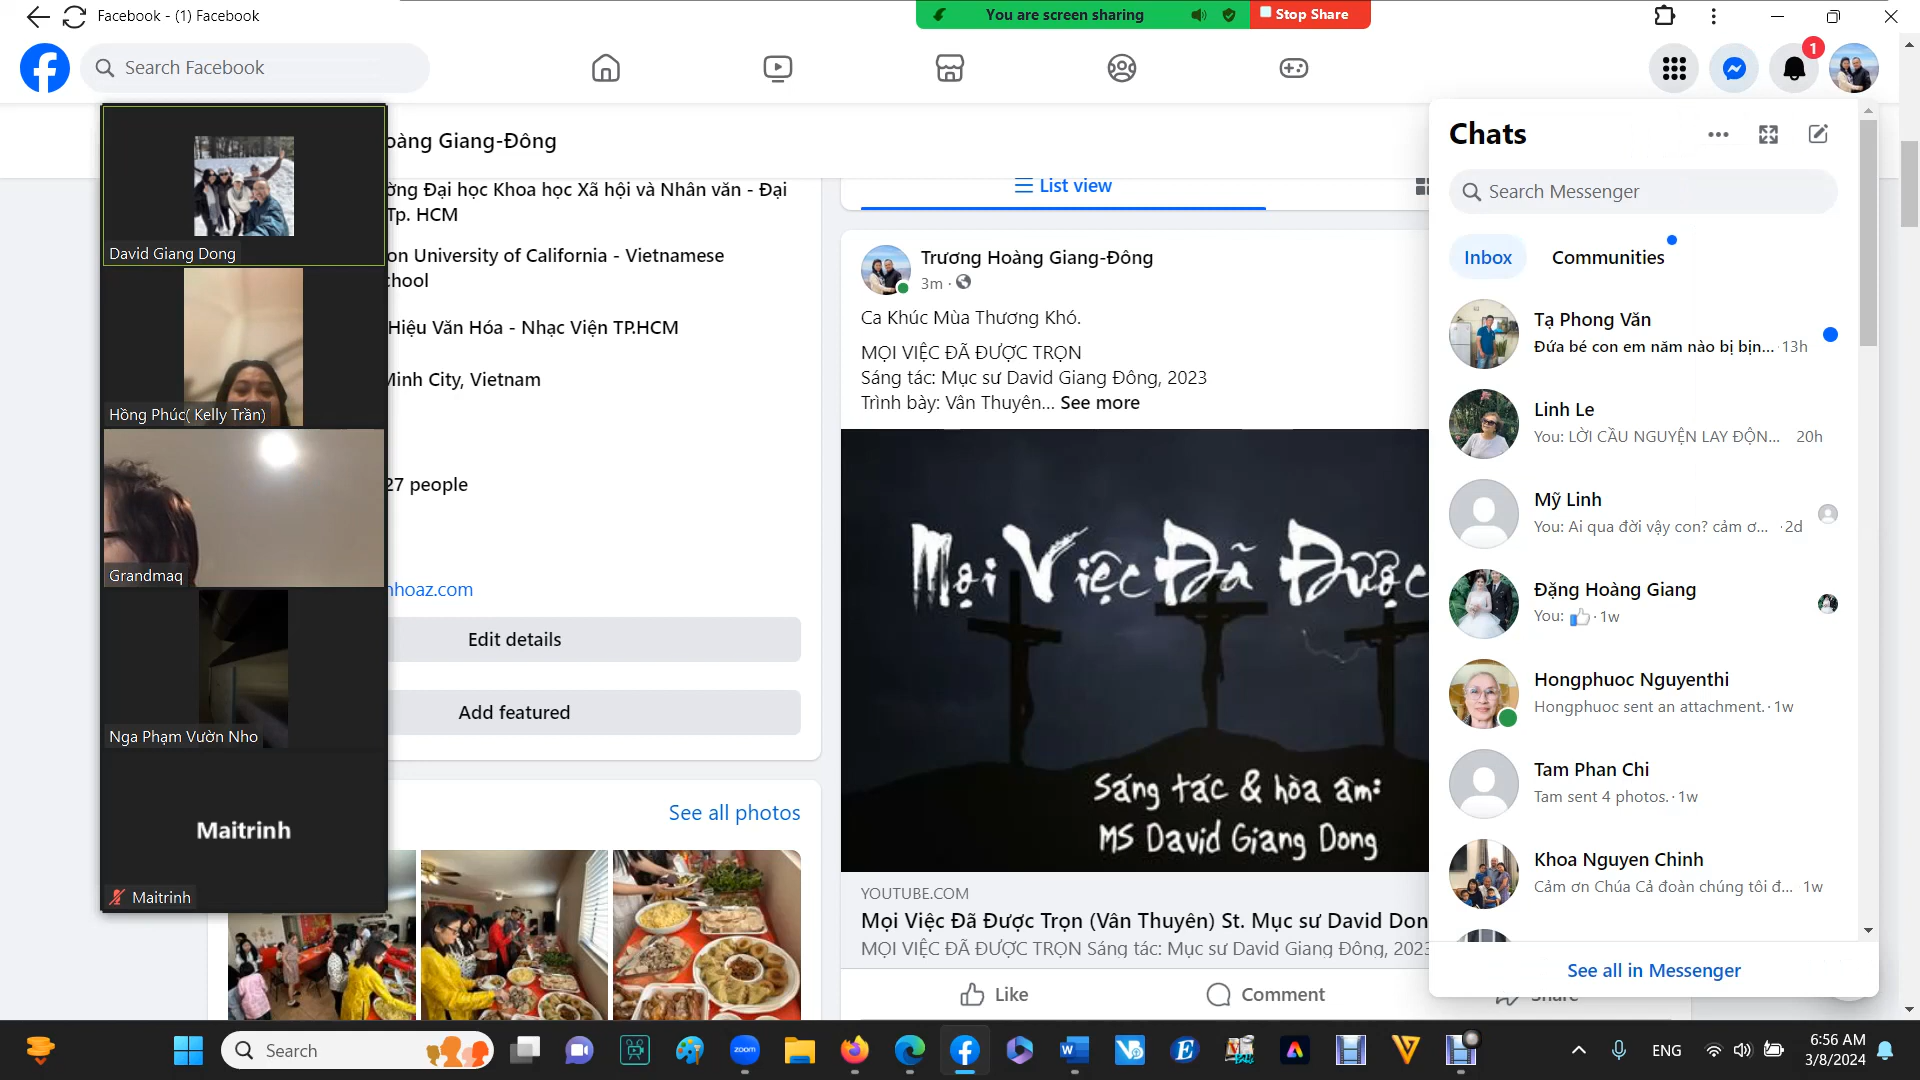 Facebook - (1) Facebook
You are screen sharing
Stop Share
Search Facebook
1
oàng Giang-Đông
ờng Đại học Khoa học Xã hội và Nhân văn - Đại
Tp. HCM
on University of California - Vietnamese
chool
Hiệu Văn Hóa - Nhạc Viện TP.HCM
Minh City, Vietnam
27 people
nhoaz.com
Edit details
Add featured
See all photos
David Giang Dong
Hồng Phúc( Kelly Trần)
Grandmaq
Nga Phạm Vườn Nho
Maitrinh
Maitrinh
List view
Trương Hoàng Giang-Đông
3m ·
Ca Khúc Mùa Thương Khó.
MỌI VIỆC ĐÃ ĐƯỢC TRỌN
Sáng tác: Mục sư David Giang Đông, 2023
Trình bày: Vân Thuyên... See more
Mọi Việc Đã Được
Sáng tác & hòa âm:
MS David Giang Dong
YOUTUBE.COM
Mọi Việc Đã Được Trọn (Vân Thuyên) St. Mục sư David Don
MỌI VIỆC ĐÃ ĐƯỢC TRỌN Sáng tác: Mục sư David Giang Đông, 2023
Like
Comment
Share
Chats
Search Messenger
Inbox
Communities
Tạ Phong Văn
Đứa bé con em năm nào bị bịn... · 13h
Linh Le
You: LỜI CẦU NGUYỆN LAY ĐỘN... 20h
Mỹ Linh
You: Ai qua đời vậy con? cảm ơ... · 2d
Đặng Hoàng Giang
You: 👍 · 1w
Hongphuoc Nguyenthi
Hongphuoc sent an attachment. · 1w
Tam Phan Chi
Tam sent 4 photos. · 1w
Khoa Nguyen Chinh
Cảm ơn Chúa Cả đoàn chúng tôi đ... 1w
See all in Messenger
Search
zoom
ENG
6:56 AM
3/8/2024